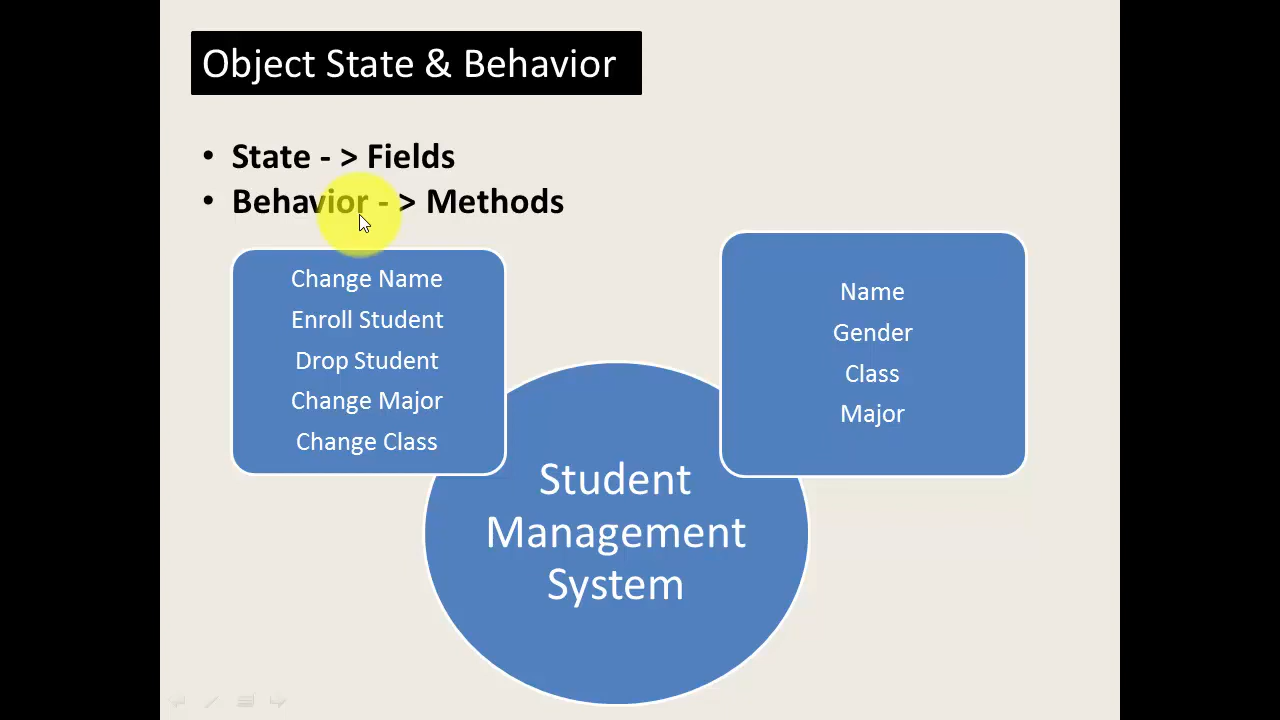 Object State & Behavior
• State - > Fields
• Behavior - > Methods
Change Name
Enroll Student
Drop Student
Change Major
Change Class
Name
Gender
Class
Major
Student
Management
System